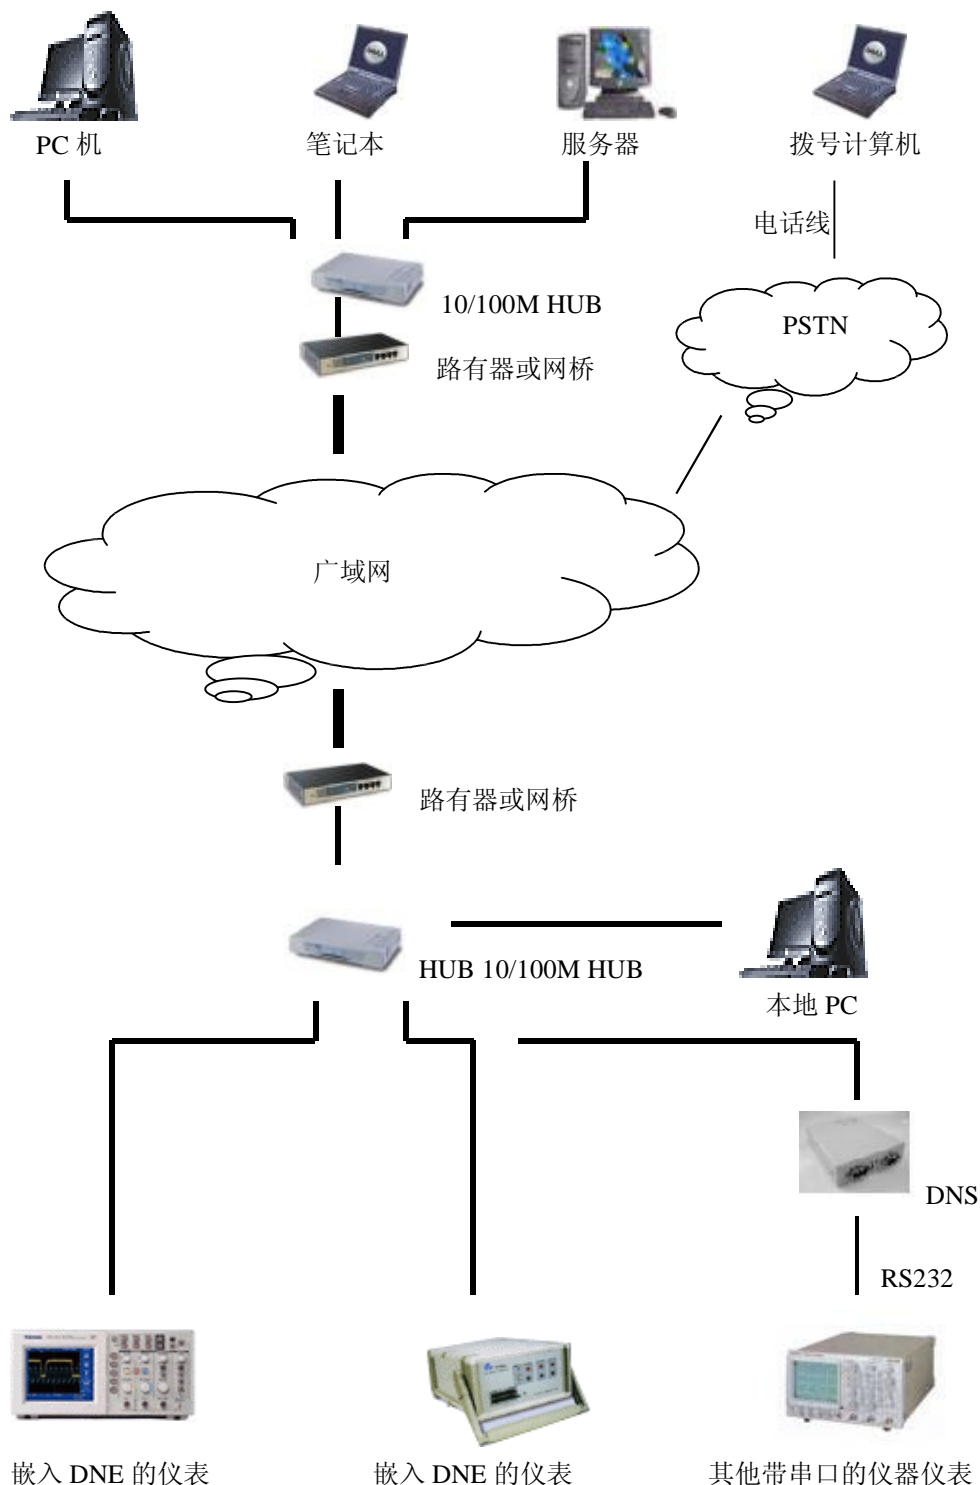 PC 机
笔记本
服务器
拨号计算机
电话线
10/100M HUB
PSTN
路有器或网桥
广域网
路有器或网桥
HUB 10/100M HUB
本地 PC
DNS
RS232
嵌入 DNE 的仪表
嵌入 DNE 的仪表
其他带串口的仪器仪表